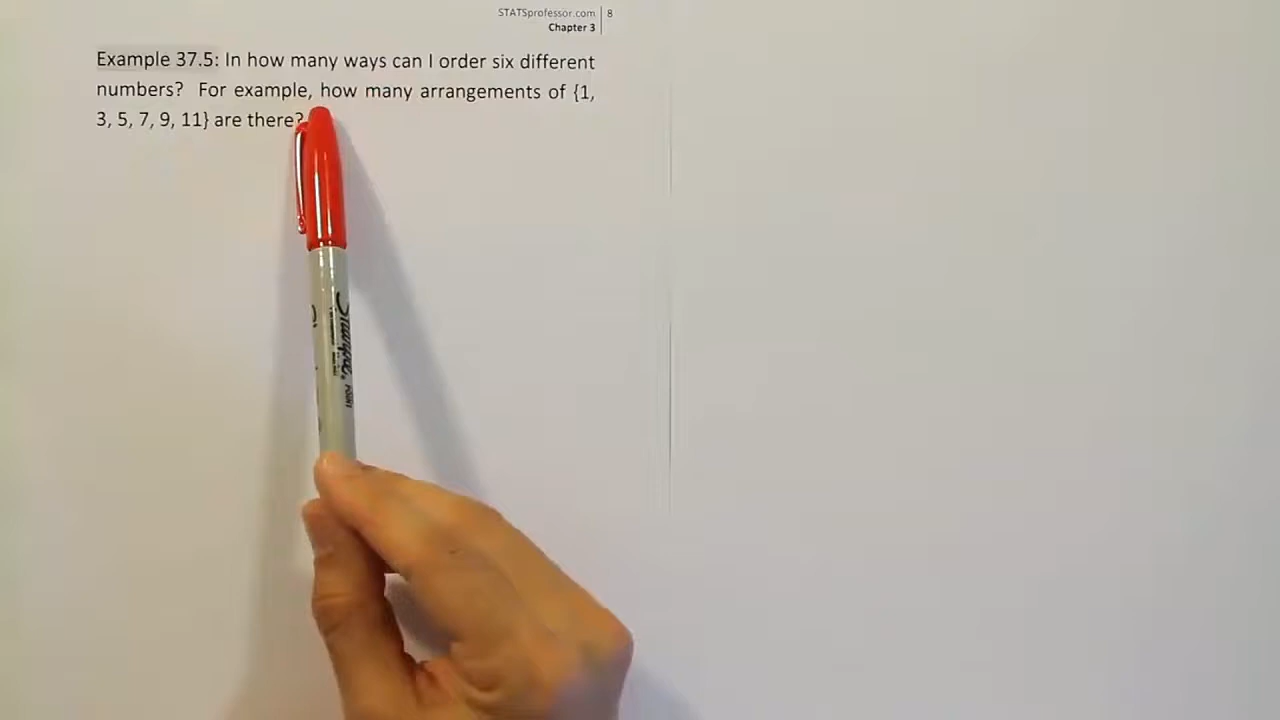 STATSprofessor.com 8
Chapter 3
Example 37.5: In how many ways can I order six different
numbers? For example, how many arrangements of {1,
3, 5, 7, 9, 11} are there?
Sharpie